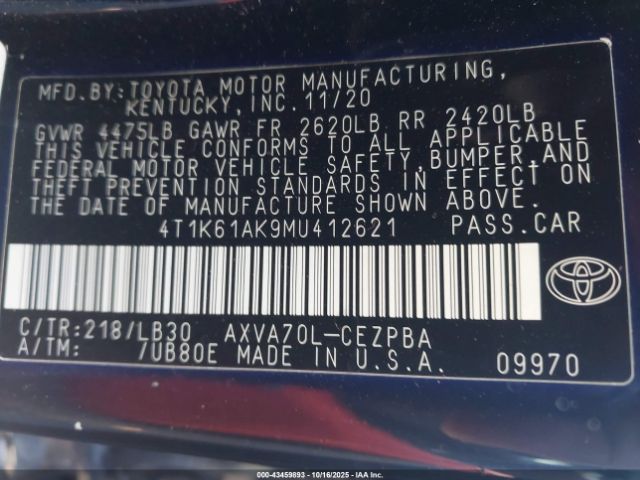 MFD.BY:TOYOTA MOTOR MANUFACTURING,
KENTUCKY,INC.11/20
GVWR 4475LB GAWR FR 2620LB RR 2420LB
THIS VEHICLE CONFORMS TO ALL APPLICABLE
FEDERAL MOTOR VEHICLE SAFETY,BUMPER,AND
THEFT PREVENTION STANDARDS IN EFFECT ON
THE DATE OF MANUFACTURE SHOWN ABOVE.
4T1K61AK9MU412621 PASS.CAR
C/TR:218/LB30 AXVA70L-CEZPBA
A/TM: /UB80E MADE IN U.S.A. 09970
000-43459893 - 10/16/2025 - IAA Inc.